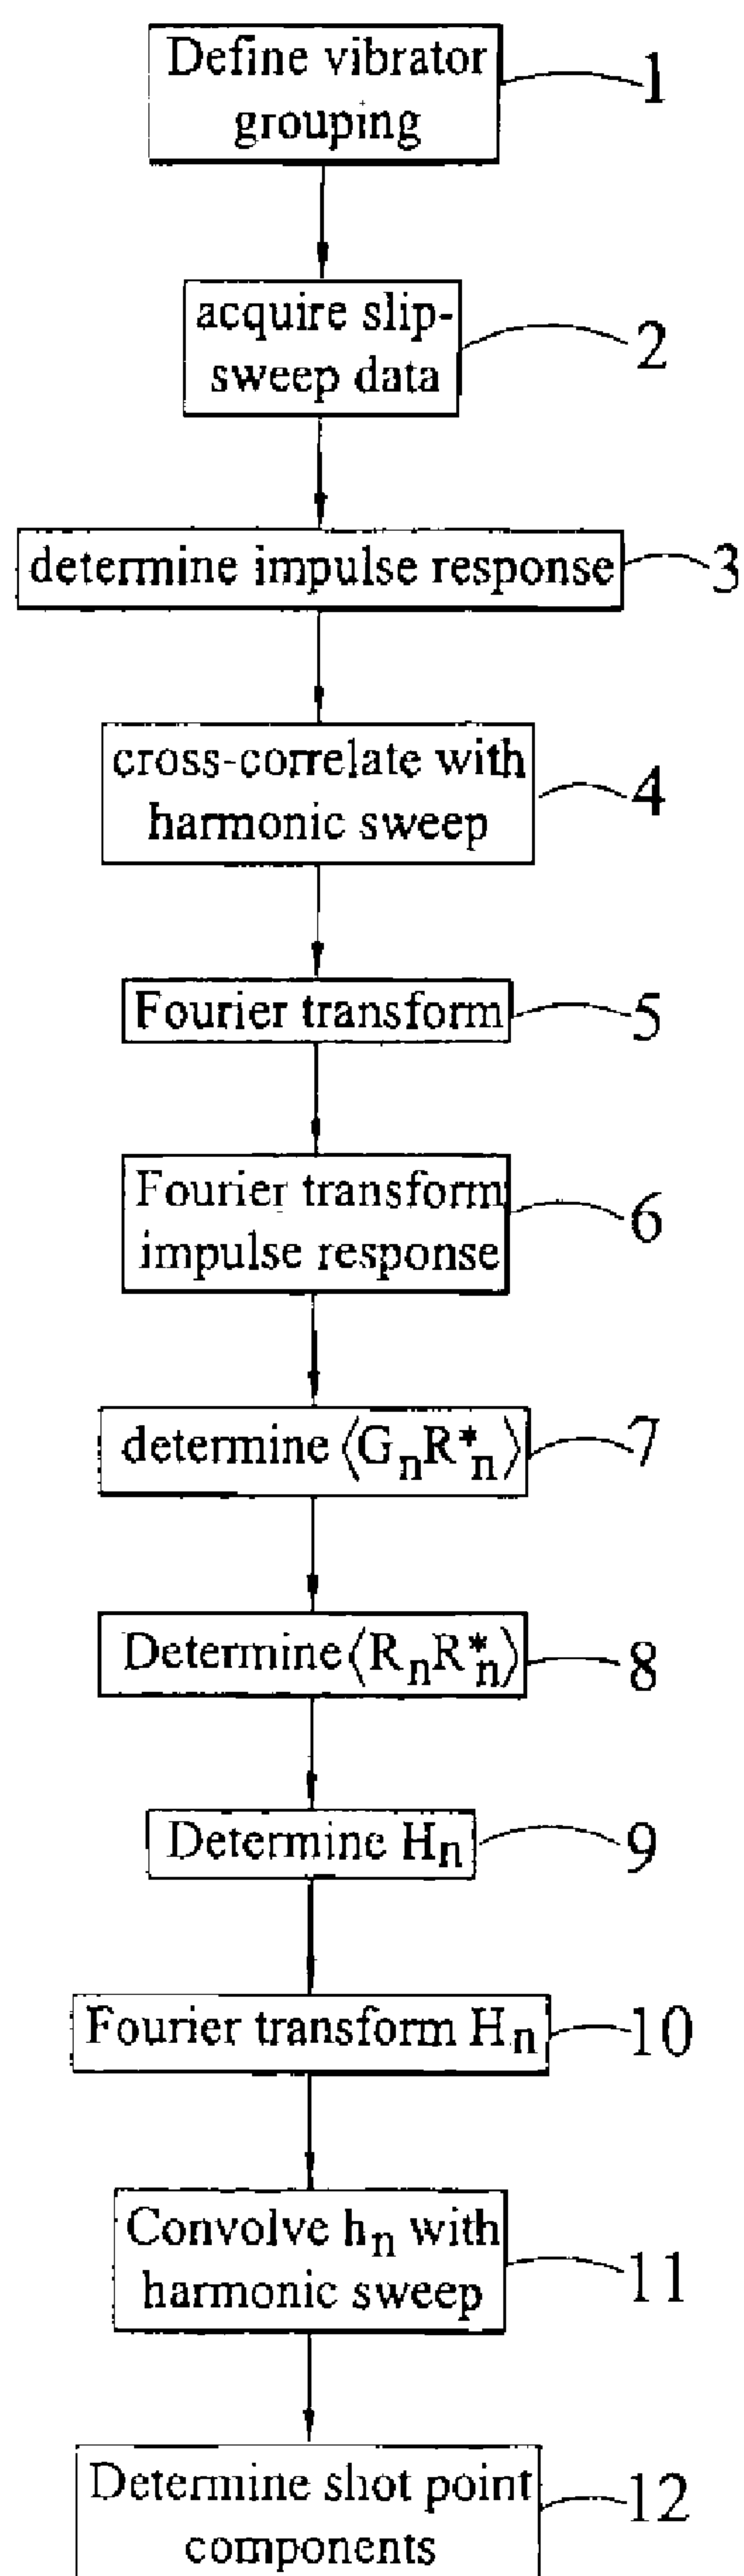 Define vibrator
grouping
1
acquire slip-
sweep data
2
determine impulse response
3
cross-correlate with
harmonic sweep
4
Fourier transform
5
Fourier transform
impulse response
6
determine ⟨GₙR*ₙ⟩
7
Determine ⟨RₙR*ₙ⟩
8
Determine Hₙ
9
Fourier transform Hₙ
10
Convolve hₙ with
harmonic sweep
11
Determine shot point
components
12